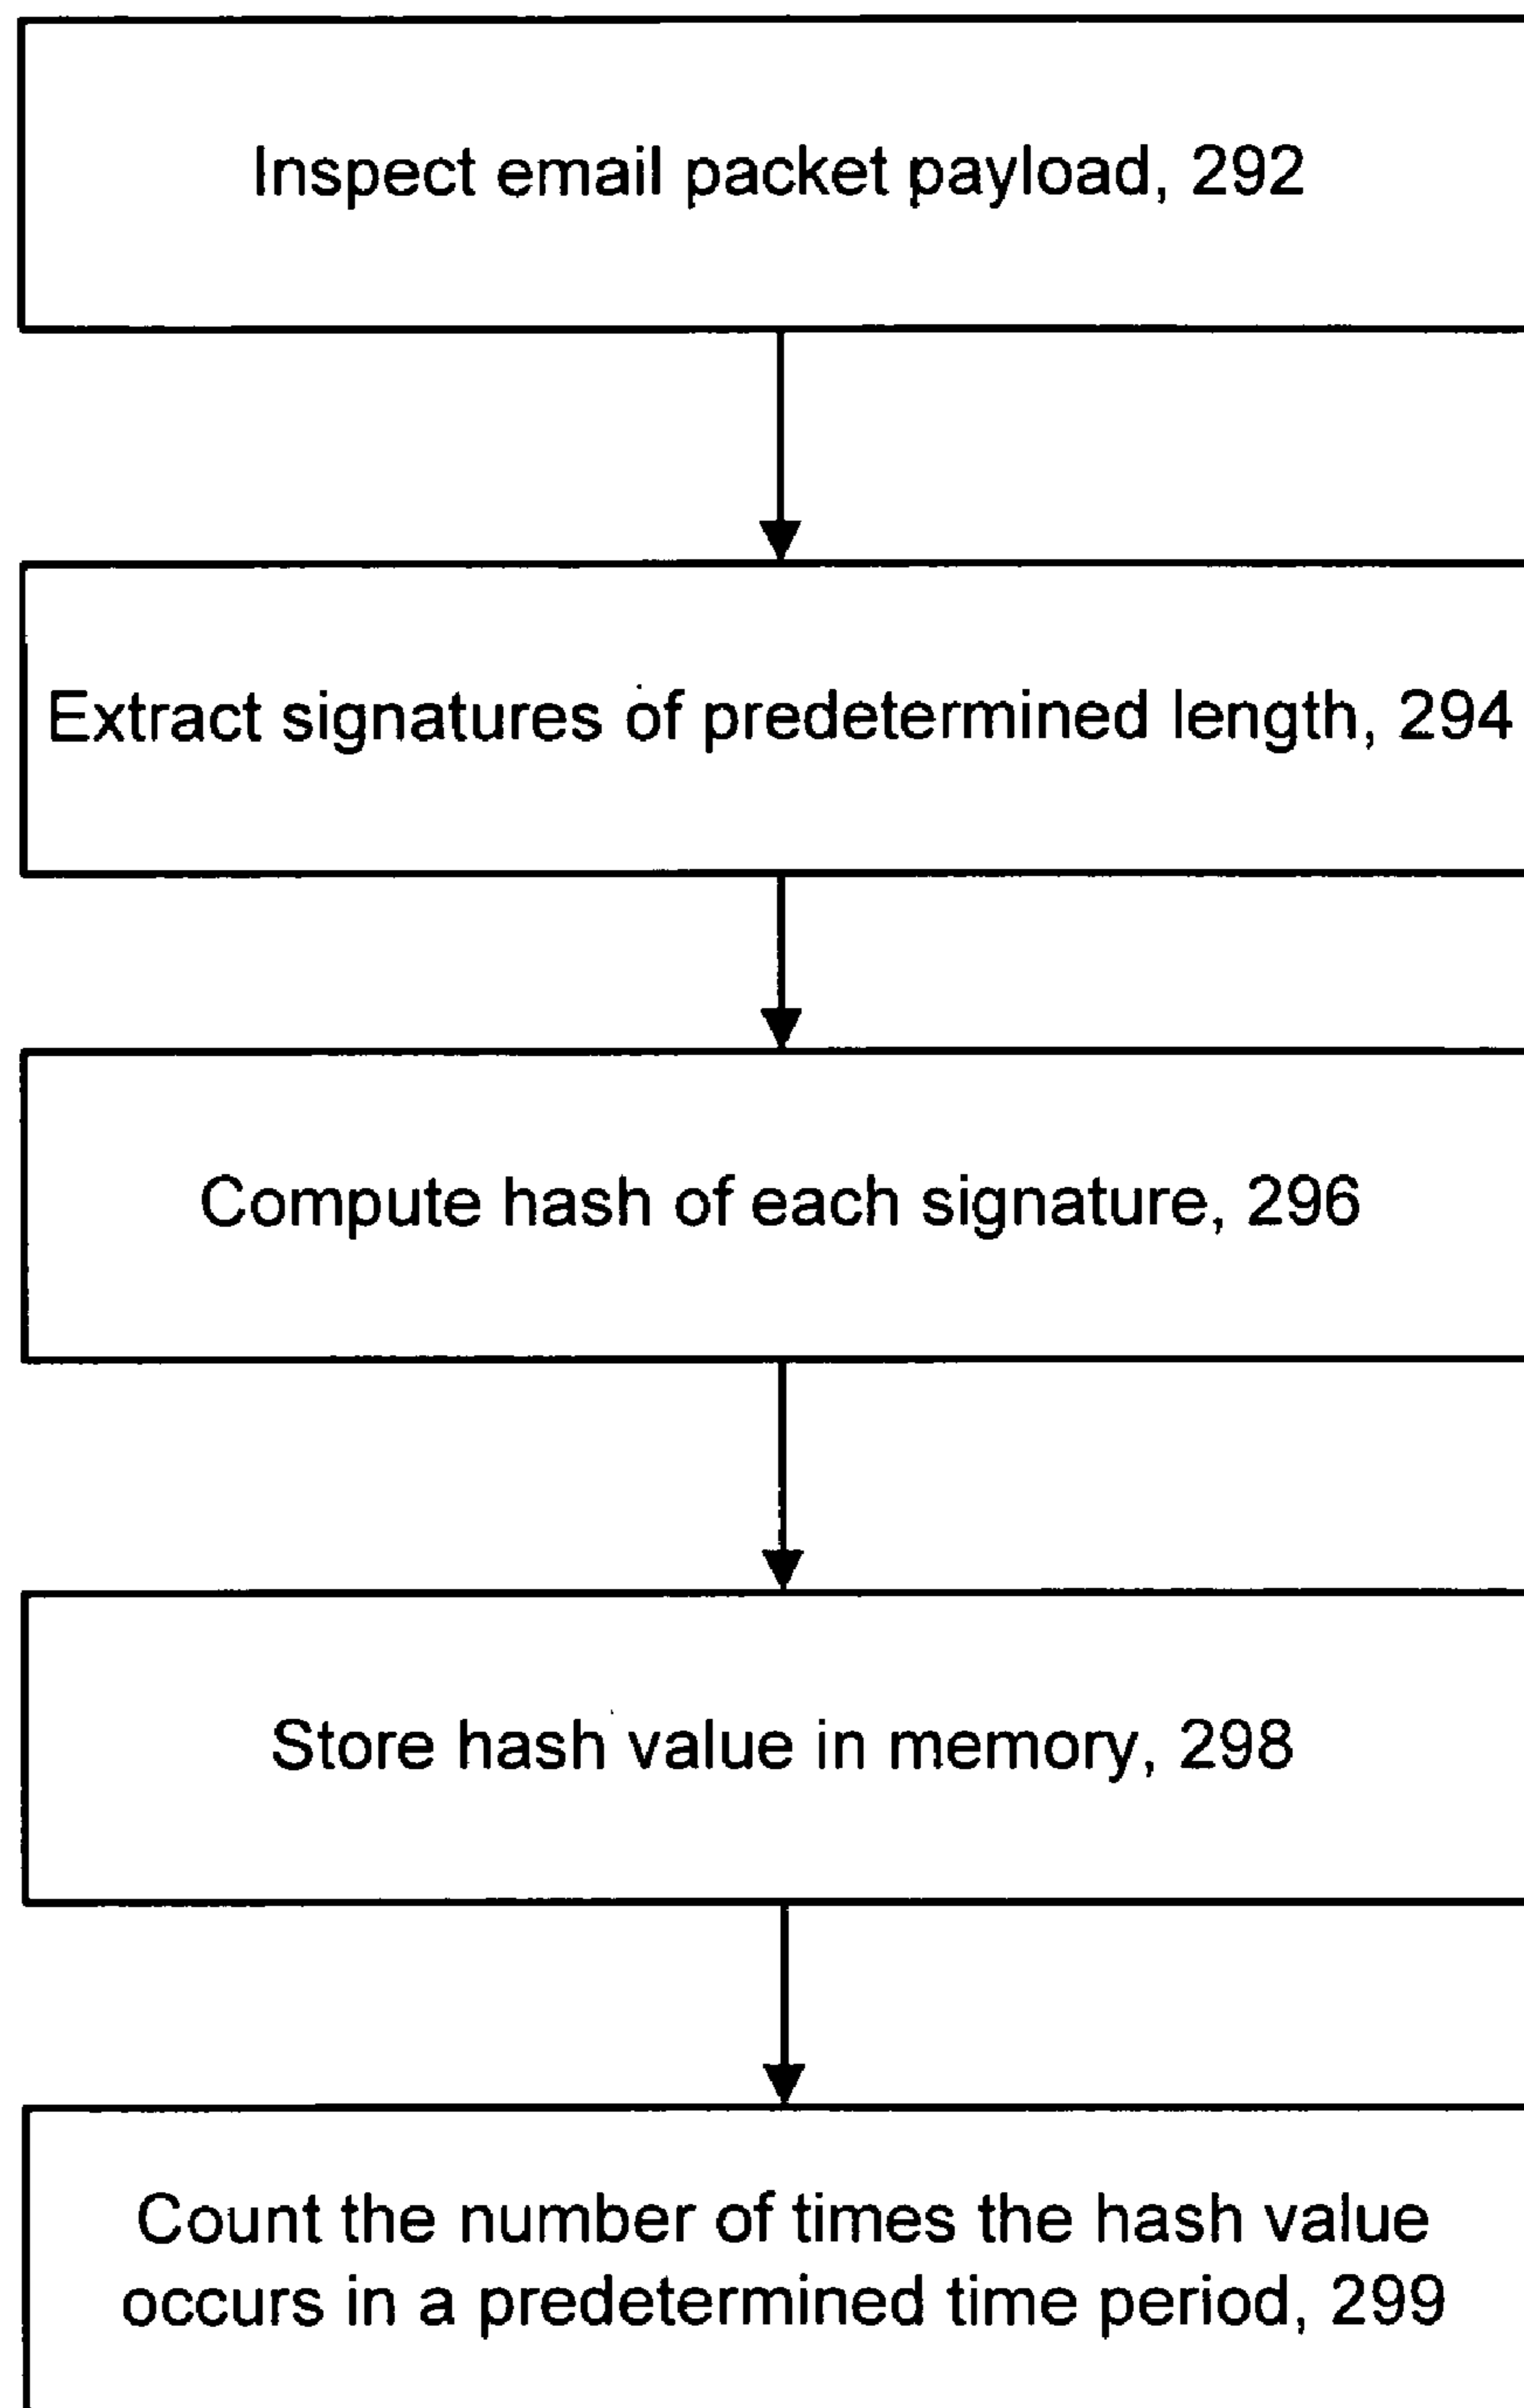 Inspect email packet payload, 292
Extract signatures of predetermined length, 294
Compute hash of each signature, 296
Store hash value in memory, 298
Count the number of times the hash value
occurs in a predetermined time period, 299